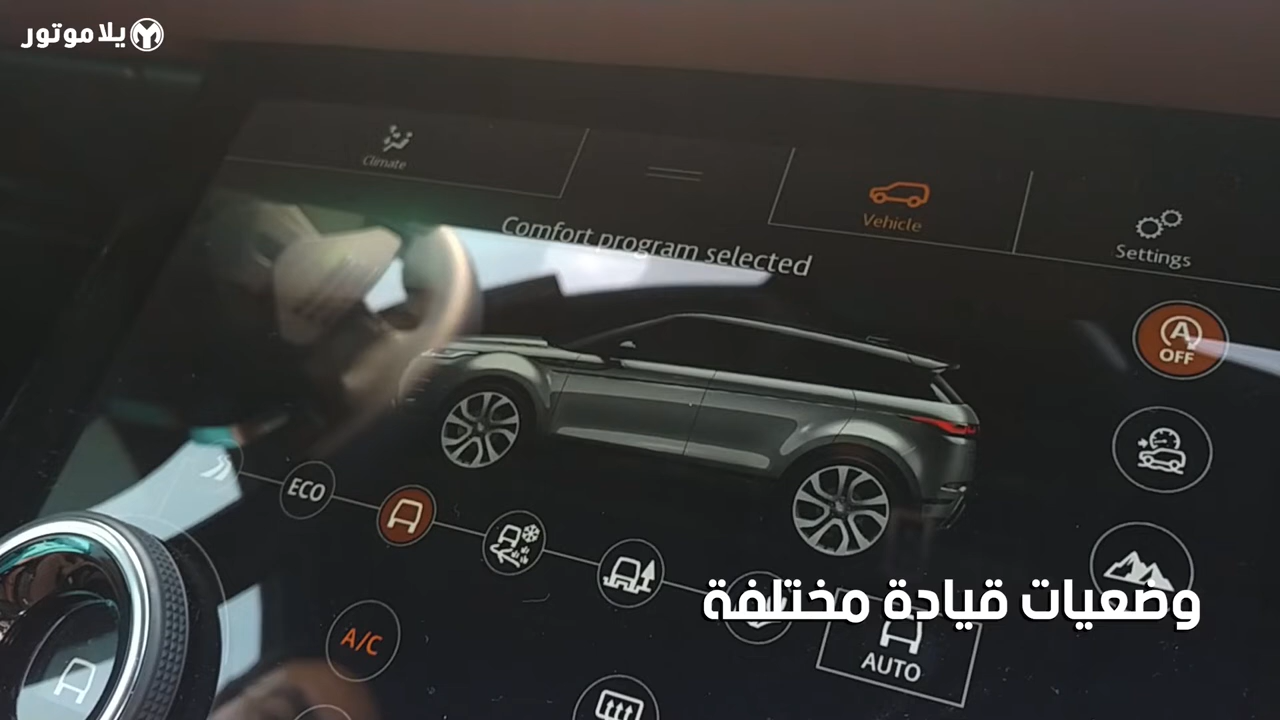 يلا موتور
Climate
Vehicle
Settings
Comfort program selected
A
OFF
ECO
وضعيات قيادة مختلفة
A/C
AUTO